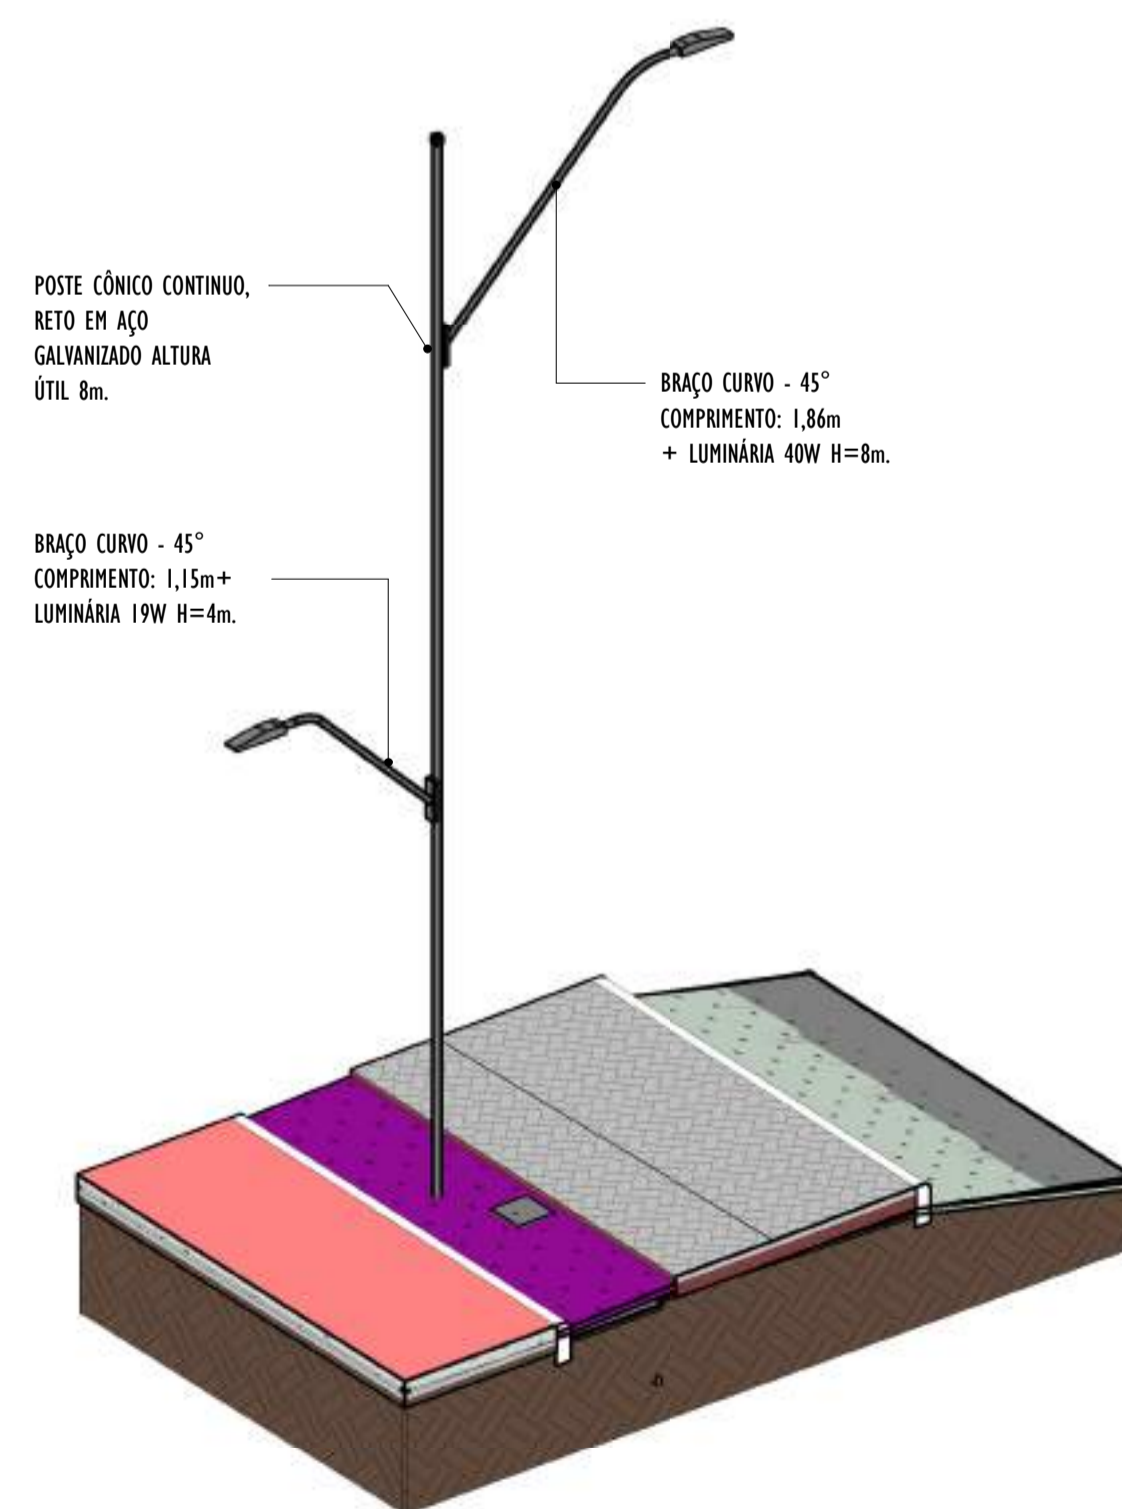 POSTE CÔNICO CONTINUO,
RETO EM AÇO
GALVANIZADO ALTURA
ÚTIL 8m.
BRAÇO CURVO - 45°
COMPRIMENTO: 1,86m
+ LUMINÁRIA 40W H=8m.
BRAÇO CURVO - 45°
COMPRIMENTO: 1,15m+
LUMINÁRIA 19W H=4m.